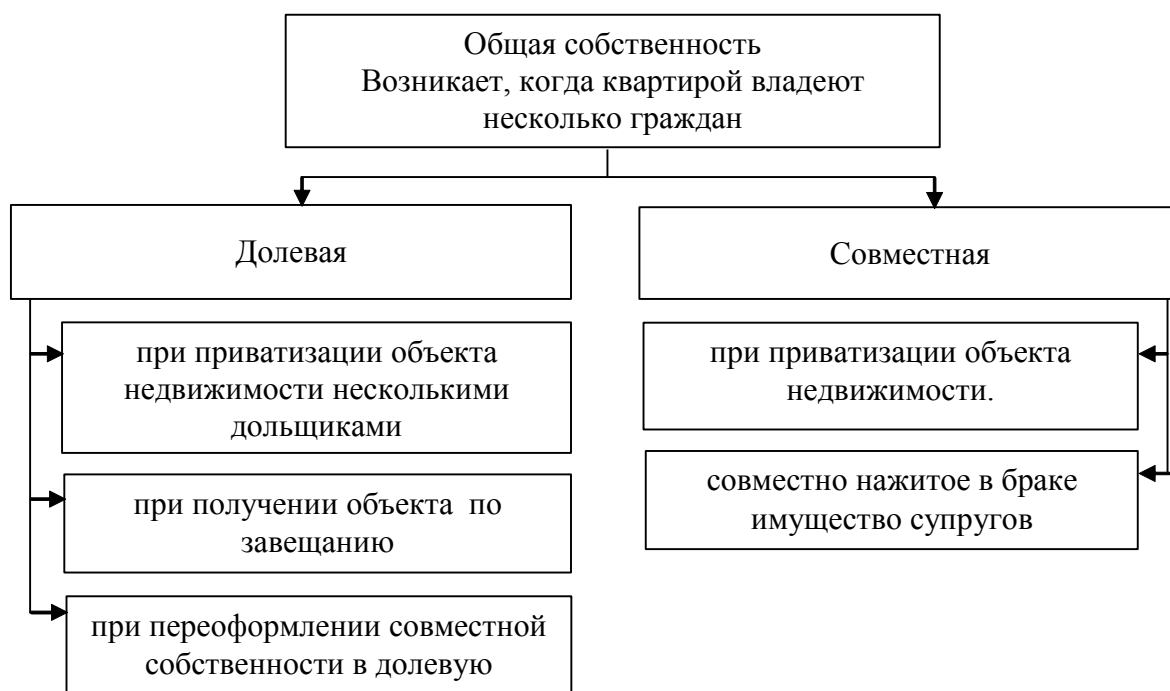 Общая собственность
Возникает, когда квартирой владеют
несколько граждан
Долевая
Совместная
при приватизации объекта
недвижимости несколькими
дольщиками
при получении объекта по
завещанию
при переоформлении совместной
собственности в долевую
при приватизации объекта
недвижимости.
совместно нажитое в браке
имущество супругов